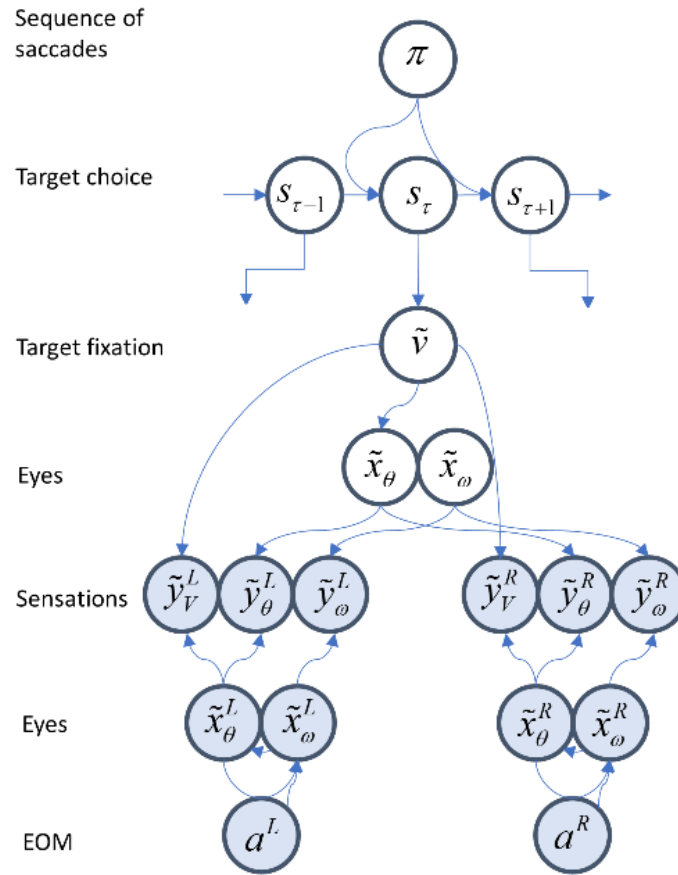 Sequence of
saccades
π
Target choice
s_{τ−1} s_τ s_{τ+1}
Target fixation
ṽ
Eyes
x̃_θ x̃_ω
Sensations
ỹ_V^L ỹ_θ^L ỹ_ω^L ỹ_V^R ỹ_θ^R ỹ_ω^R
Eyes
x̃_θ^L x̃_ω^L x̃_θ^R x̃_ω^R
EOM
a^L a^R